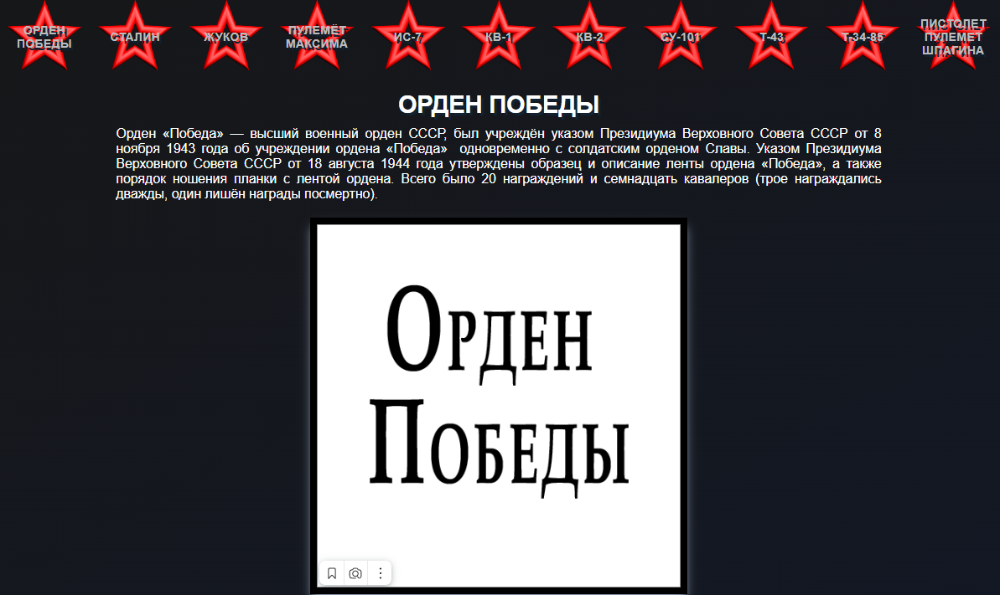 ОРДЕН
ПОБЕДЫ
СТАЛИН
ЖУКОВ
ПУЛЕМЁТ
МАКСИМА
ИС-7
КВ-1
КВ-2
СУ-101
Т-43
Т-34-85
ПИСТОЛЕТ
ПУЛЕМЕТ
ШПАГИНА
ОРДЕН ПОБЕДЫ
Орден «Победа» — высший военный орден СССР, был учреждён указом Президиума Верховного Совета СССР от 8
ноября 1943 года об учреждении ордена «Победа» одновременно с солдатским орденом Славы. Указом Президиума
Верховного Совета СССР от 18 августа 1944 года утверждены образец и описание ленты ордена «Победа», а также
порядок ношения планки с лентой ордена. Всего было 20 награждений и семнадцать кавалеров (трое награждались
дважды, один лишён награды посмертно).
Орден
Победы